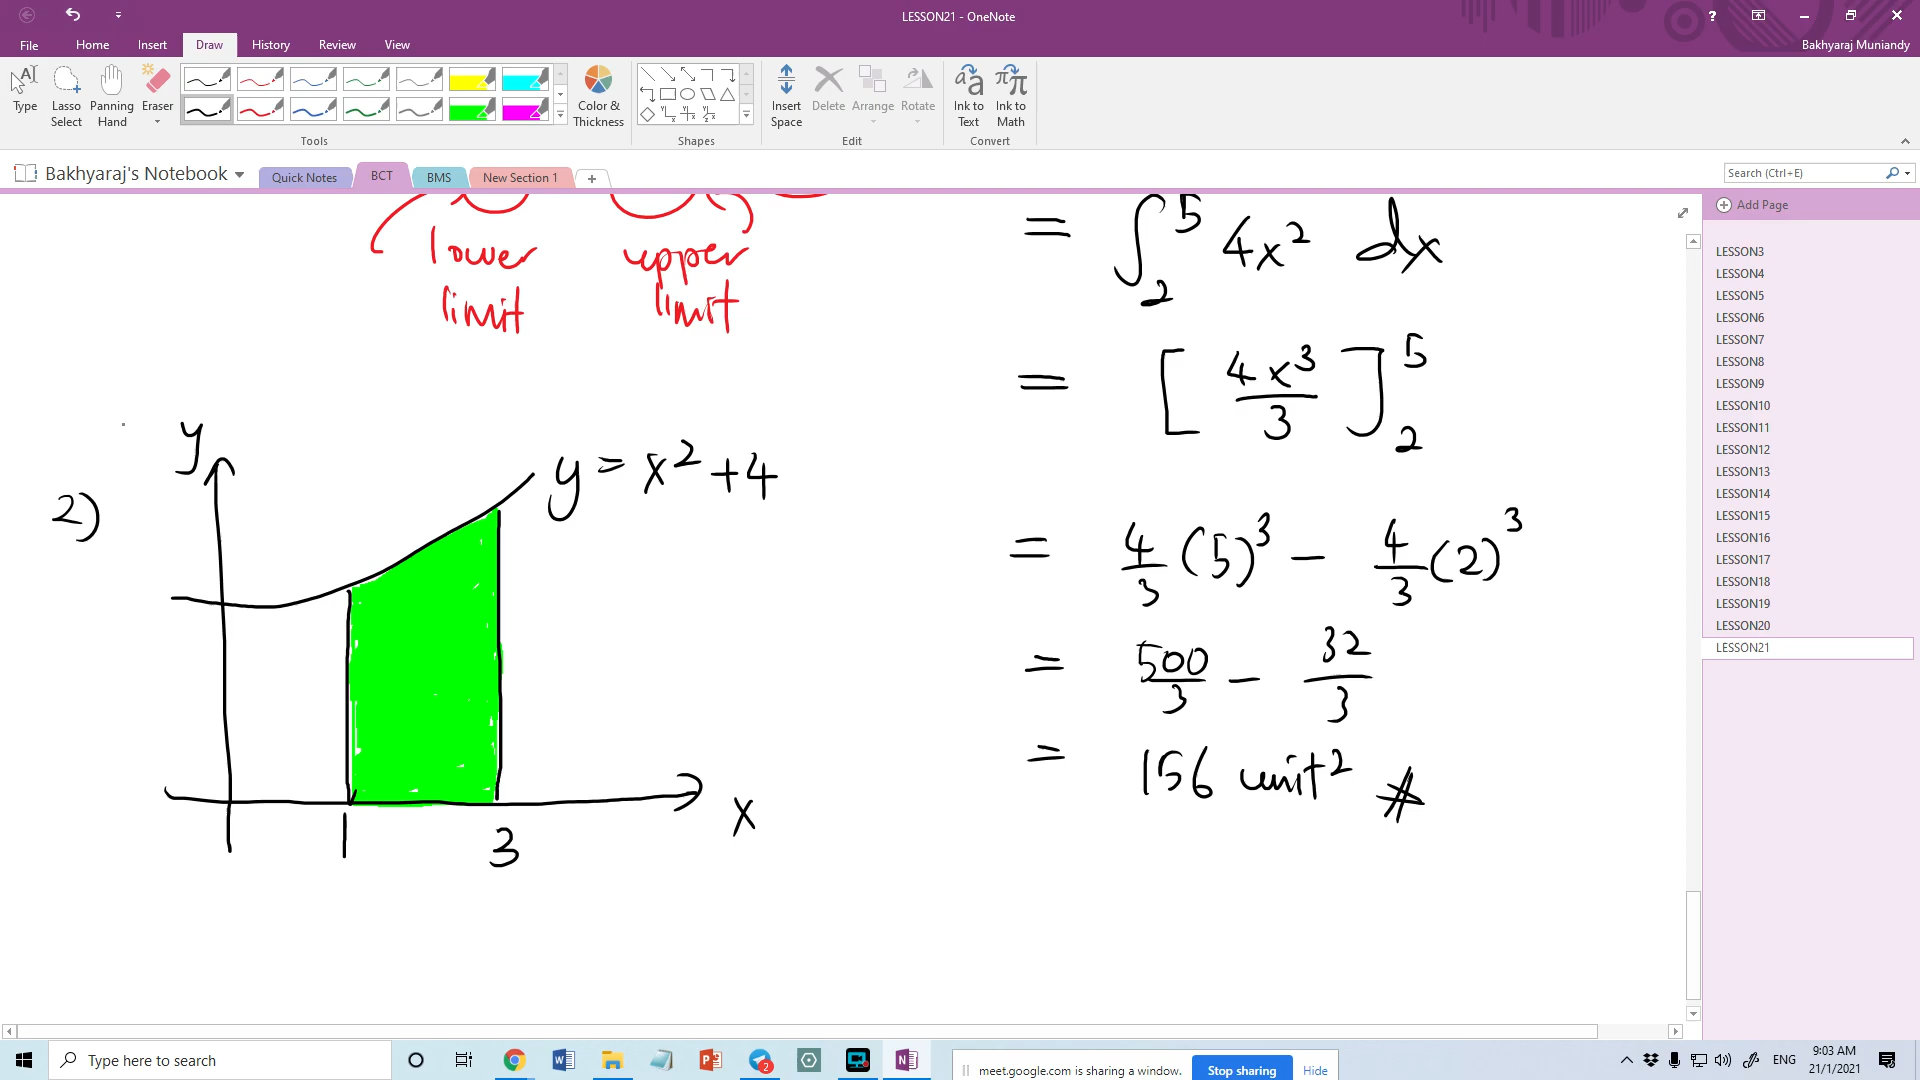 LESSON21 - OneNote
?
File Home Insert Draw History Review View
Bakhyaraj Muniandy
Type
Lasso Select
Panning Hand
Eraser
Color & Thickness
Insert Space
Delete
Arrange
Rotate
Ink to Text
Ink to Math
Tools
Shapes
Edit
Convert
Bakhyaraj's Notebook
Quick Notes
BCT
BMS
New Section 1
Search (Ctrl+E)
Add Page
LESSON3
LESSON4
LESSON5
LESSON6
LESSON7
LESSON8
LESSON9
LESSON10
LESSON11
LESSON12
LESSON13
LESSON14
LESSON15
LESSON16
LESSON17
LESSON18
LESSON19
LESSON20
LESSON21
lower
limit
upper
limit
2)
y
y = x² + 4
1
3
x
= ∫₂⁵ 4x² dx
= [4x³/3]₂⁵
= 4/3 (5)³ - 4/3 (2)³
= 500/3 - 32/3
= 156 unit² #
Type here to search
2
meet.google.com is sharing a window.
Stop sharing
Hide
ENG
9:03 AM
21/1/2021